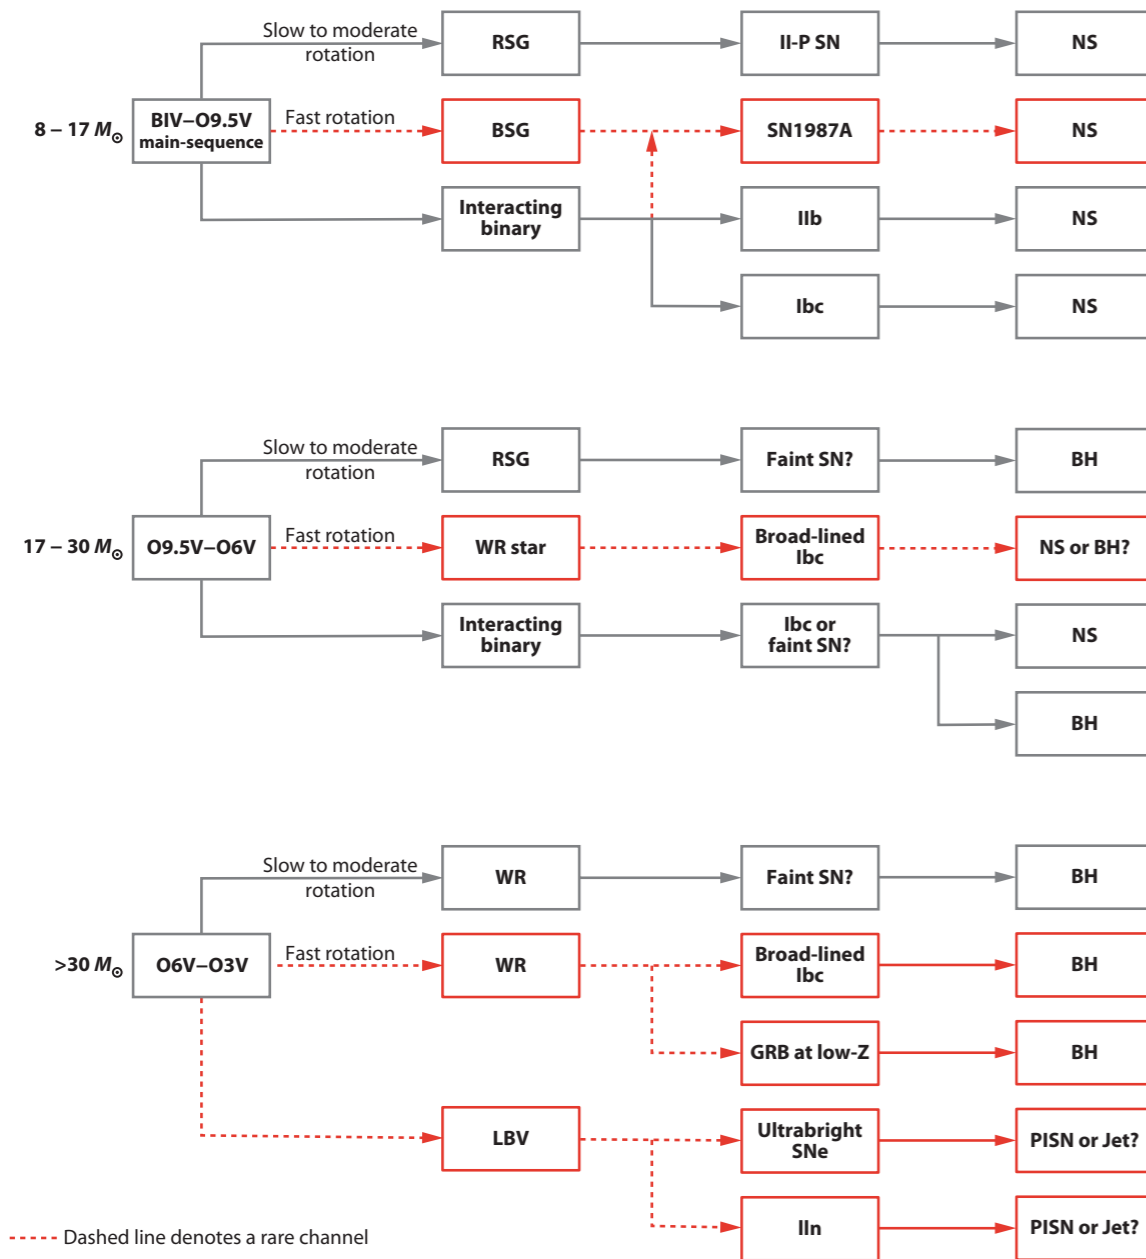 Slow to moderate
rotation
RSG
II-P SN
NS
8 – 17 M⊙
BIV–O9.5V
main-sequence
Fast rotation
BSG
SN1987A
NS
Interacting
binary
IIb
NS
Ibc
NS
Slow to moderate
rotation
RSG
Faint SN?
BH
17 – 30 M⊙
O9.5V–O6V
Fast rotation
WR star
Broad-lined
Ibc
NS or BH?
Interacting
binary
Ibc or
faint SN?
NS
BH
Slow to moderate
rotation
WR
Faint SN?
BH
>30 M⊙
O6V–O3V
Fast rotation
WR
Broad-lined
Ibc
BH
GRB at low-Z
BH
LBV
Ultrabright
SNe
PISN or Jet?
IIn
PISN or Jet?
Dashed line denotes a rare channel